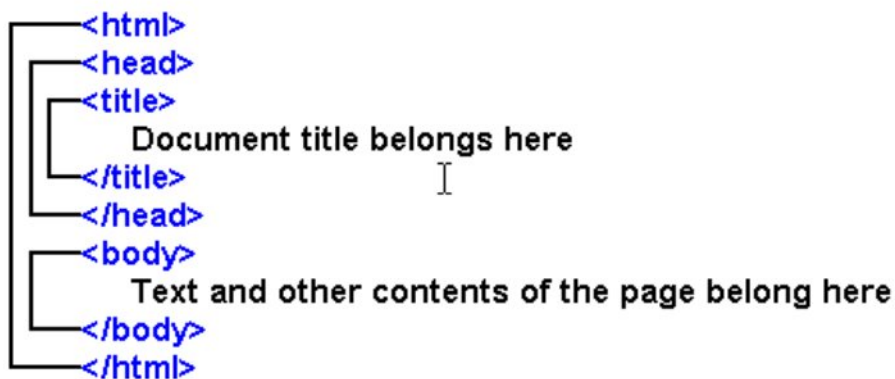 <html>
<head>
<title>
Document title belongs here
</title>
</head>
<body>
Text and other contents of the page belong here
</body>
</html>